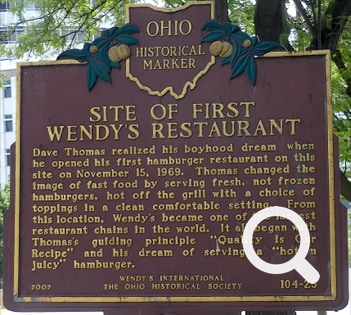 OHIO
HISTORICAL
MARKER
SITE OF FIRST
WENDY'S RESTAURANT
Dave Thomas realized his boyhood dream when
he opened his first hamburger restaurant on this
site on November 15, 1969. Thomas changed the
image of fast food by serving fresh, not frozen
hamburgers, hot off the grill with a choice of
toppings in a clean comfortable setting. From
this location, Wendy's became one of
restaurant chains in the world. It began with
Thomas's guiding principle "Quality is
Recipe" and his dream of serving a "hot n
juicy" hamburger.
WENDY'S INTERNATIONAL
2007 THE OHIO HISTORICAL SOCIETY 104-25